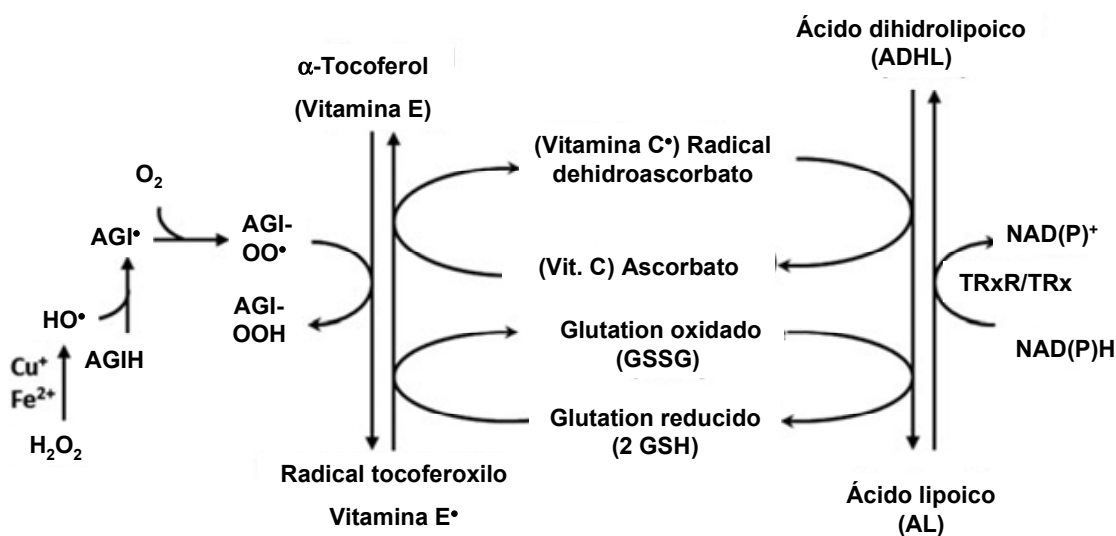 Ácido dihidrolipoico
(ADHL)
α-Tocoferol
(Vitamina E)
(Vitamina C•) Radical
dehidroascorbato
O₂
AGI•
AGI-
OO•
NAD(P)⁺
(Vit. C) Ascorbato
TRxR/TRx
AGI-
OOH
HO•
Glutation oxidado
(GSSG)
NAD(P)H
AGIH
Cu⁺
Fe²⁺
Glutation reducido
(2 GSH)
H₂O₂
Radical tocoferoxilo
Vitamina E•
Ácido lipoico
(AL)